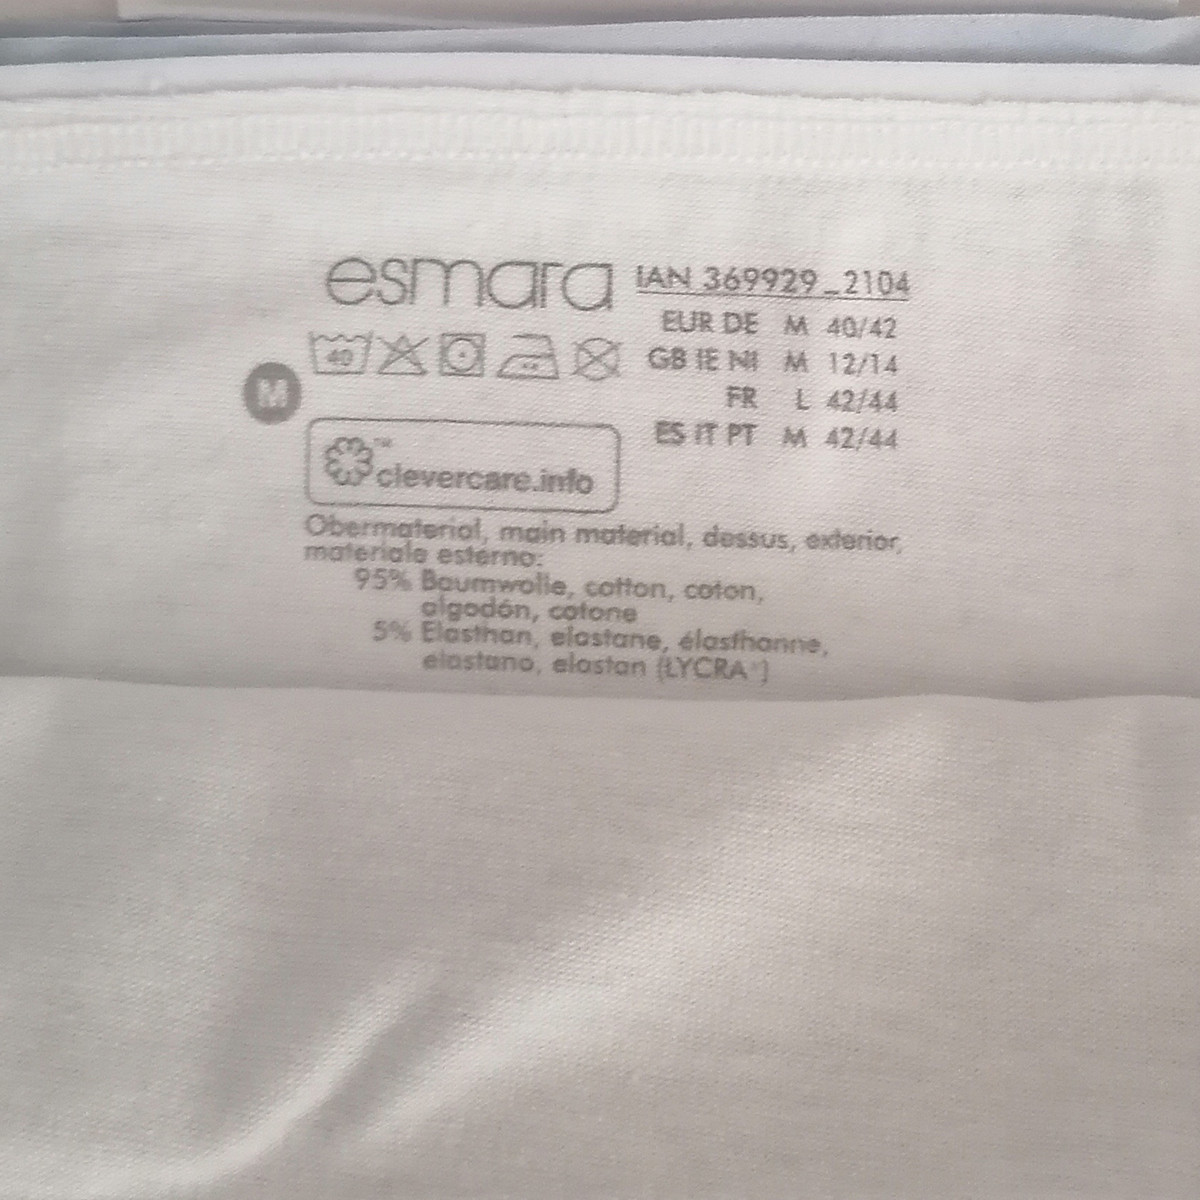 esmara
IAN 369929_2104
EUR DE M 40/42
GB IE NI M 12/14
FR L 42/44
ES IT PT M 42/44
40
M
™
clevercare.info
Obermaterial, main material, dessus, exterior,
materiale esterno:
95% Baumwolle, cotton, coton,
algodón, cotone
5% Elasthan, elastane, élasthanne,
elastano, elastan (LYCRA®)